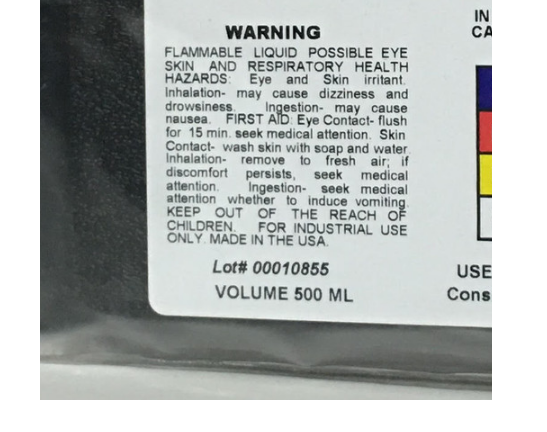 WARNING
FLAMMABLE LIQUID POSSIBLE EYE
SKIN AND RESPIRATORY HEALTH
HAZARDS: Eye and Skin irritant.
Inhalation- may cause dizziness and
drowsiness. Ingestion- may cause
nausea. FIRST AID: Eye Contact- flush
for 15 min. seek medical attention. Skin
Contact- wash skin with soap and water.
Inhalation- remove to fresh air; if
discomfort persists, seek medical
attention. Ingestion- seek medical
attention whether to induce vomiting.
KEEP OUT OF THE REACH OF
CHILDREN. FOR INDUSTRIAL USE
ONLY. MADE IN THE USA.
Lot# 00010855
VOLUME 500 ML
IN
CA
USE
Cons